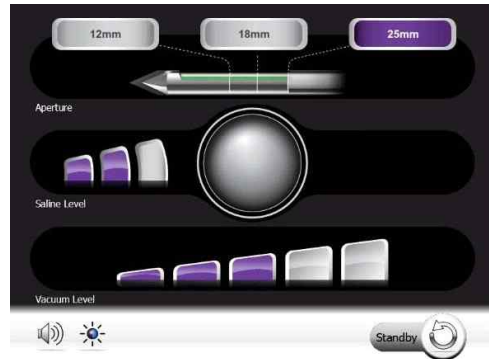 12mm
18mm
25mm
Aperture
Saline Level
Vacuum Level
Standby